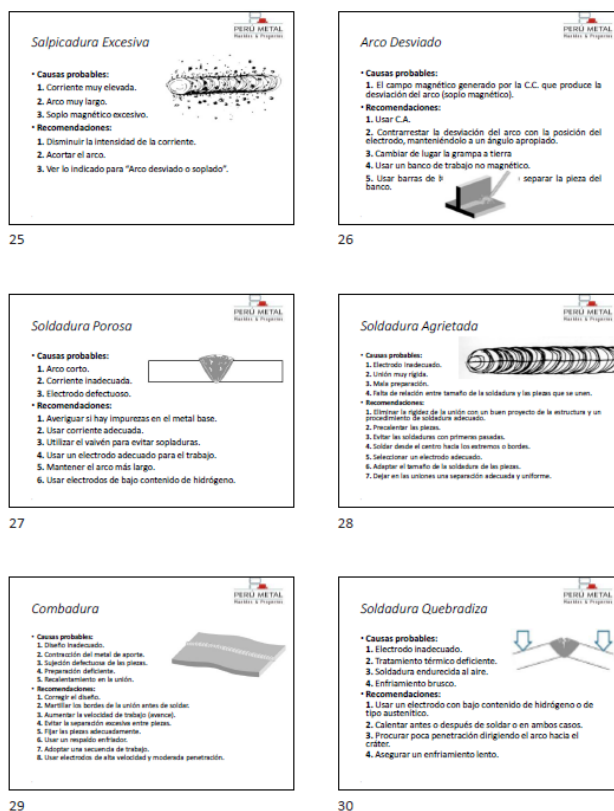 Salpicadura Excesiva
PERÚ METAL
• Causas probables:
1. Corriente muy elevada.
2. Arco muy largo.
3. Soplo magnético excesivo.
• Recomendaciones:
1. Disminuir la intensidad de la corriente.
2. Acortar el arco.
3. Ver lo indicado para “Arco desviado o soplado”.
25
Arco Desviado
PERÚ METAL
• Causas probables:
1. El campo magnético generado por la C.C. que produce la
desviación del arco (soplo magnético).
• Recomendaciones:
1. Usar C.A.
2. Contrarrestar la desviación del arco con la posición del
electrodo, manteniéndolo a un ángulo apropiado.
3. Cambiar de lugar la grampa a tierra
4. Usar un banco de trabajo no magnético.
5. Usar barras de separar la pieza del
banco.
26
Soldadura Porosa
PERÚ METAL
• Causas probables:
1. Arco corto.
2. Corriente inadecuada.
3. Electrodo defectuoso.
• Recomendaciones:
1. Averiguar si hay impurezas en el metal base.
2. Usar corriente adecuada.
3. Utilizar el vaivén para evitar sopladuras.
4. Usar un electrodo adecuado para el trabajo.
5. Mantener el arco más largo.
6. Usar electrodos de bajo contenido de hidrógeno.
27
Soldadura Agrietada
PERÚ METAL
• Causas probables:
1. Electrodo inadecuado.
2. Unión muy rígida.
3. Mala preparación.
4. Falta de relación entre tamaño de la soldadura y las piezas que se unen.
• Recomendaciones:
1. Eliminar la rigidez de la unión con un buen proyecto de la estructura y un
procedimiento de soldadura adecuado.
2. Precalentar las piezas.
3. Evitar las soldaduras con primeras pasadas.
4. Soldar desde el centro hacia los extremos o bordes.
5. Seleccionar un electrodo adecuado.
6. Adaptar el tamaño de la soldadura de las piezas.
7. Dejar en las uniones una separación adecuada y uniforme.
28
Combadura
PERÚ METAL
• Causas probables:
1. Diseño inadecuado.
2. Contracción del metal de aporte.
3. Sujeción defectuosa de las piezas.
4. Preparación deficiente.
5. Recalentamiento en la unión.
• Recomendaciones:
1. Corregir el diseño.
2. Martillar los bordes de la unión antes de soldar.
3. Aumentar la velocidad de trabajo (avance).
4. Evitar la separación excesiva entre piezas.
5. Fijar las piezas adecuadamente.
6. Usar un respaldo enfriador.
7. Adoptar una secuencia de trabajo.
8. Usar electrodos de alta velocidad y moderada penetración.
29
Soldadura Quebradiza
PERÚ METAL
• Causas probables:
1. Electrodo inadecuado.
2. Tratamiento térmico deficiente.
3. Soldadura endurecida al aire.
4. Enfriamiento brusco.
• Recomendaciones:
1. Usar un electrodo con bajo contenido de hidrógeno o de
tipo austenítico.
2. Calentar antes o después de soldar o en ambos casos.
3. Procurar poca penetración dirigiendo el arco hacia el
cráter.
4. Asegurar un enfriamiento lento.
30